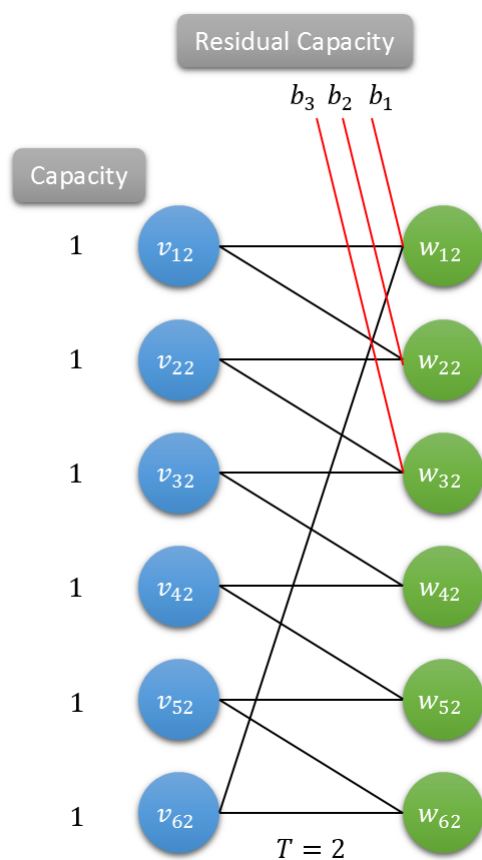 Residual Capacity
b₃ b₂ b₁
Capacity
1 v₁₂ w₁₂
1 v₂₂ w₂₂
1 v₃₂ w₃₂
1 v₄₂ w₄₂
1 v₅₂ w₅₂
1 v₆₂ w₆₂
T = 2